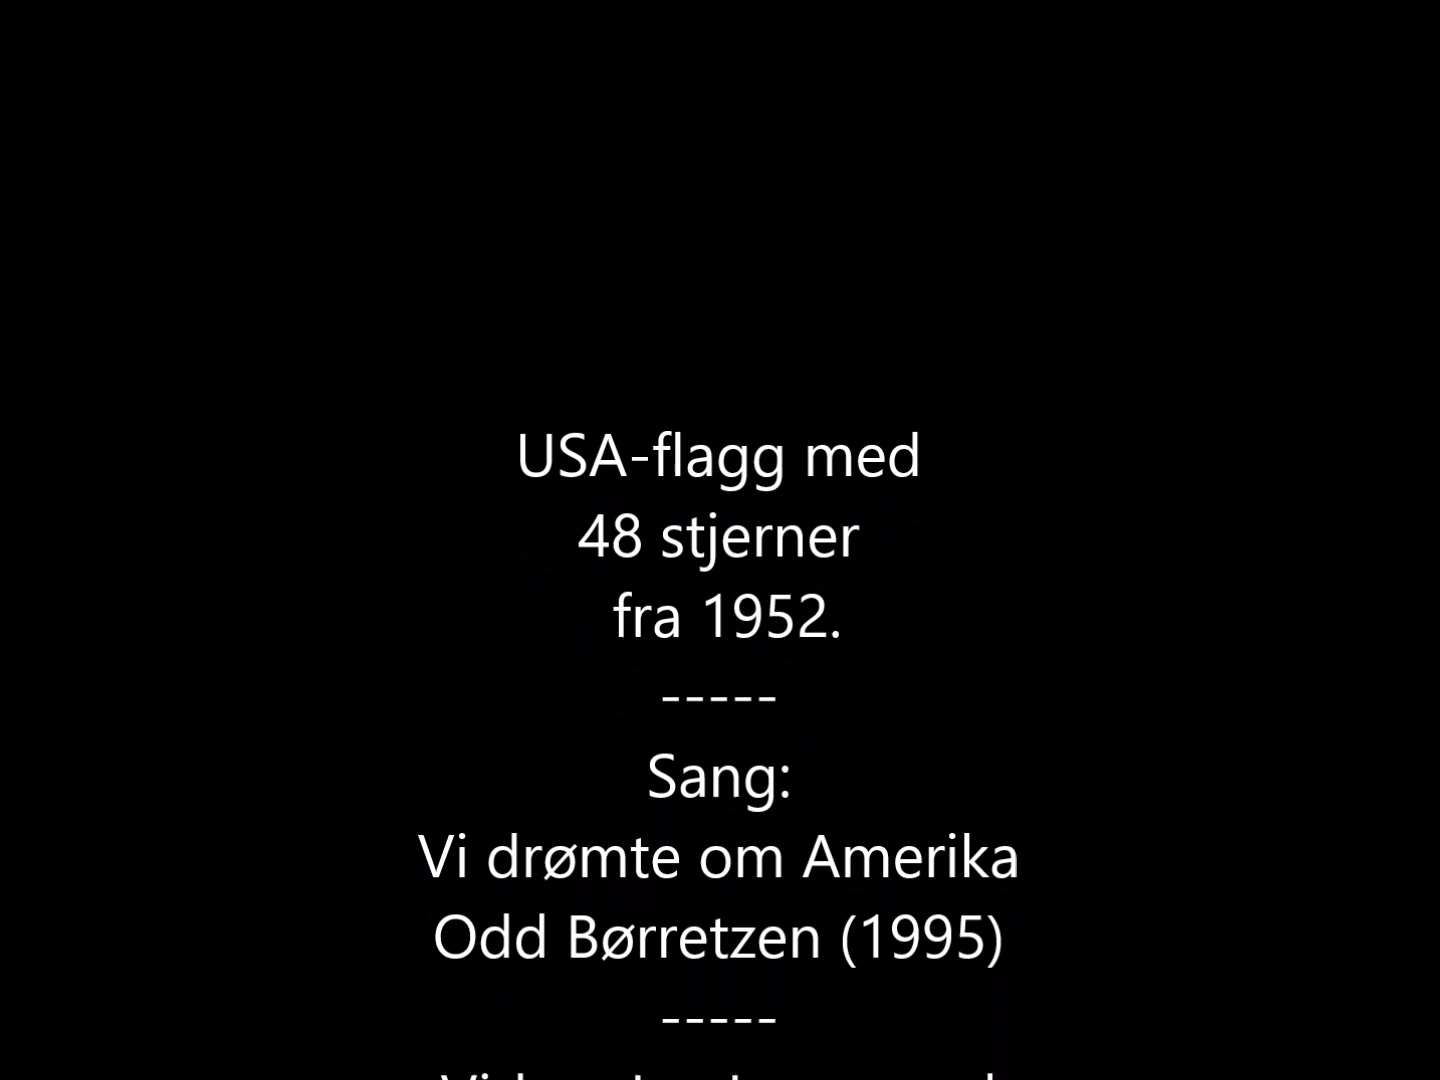 USA-flagg med
48 stjerner
fra 1952.
-----
Sang:
Vi drømte om Amerika
Odd Børretzen (1995)
-----